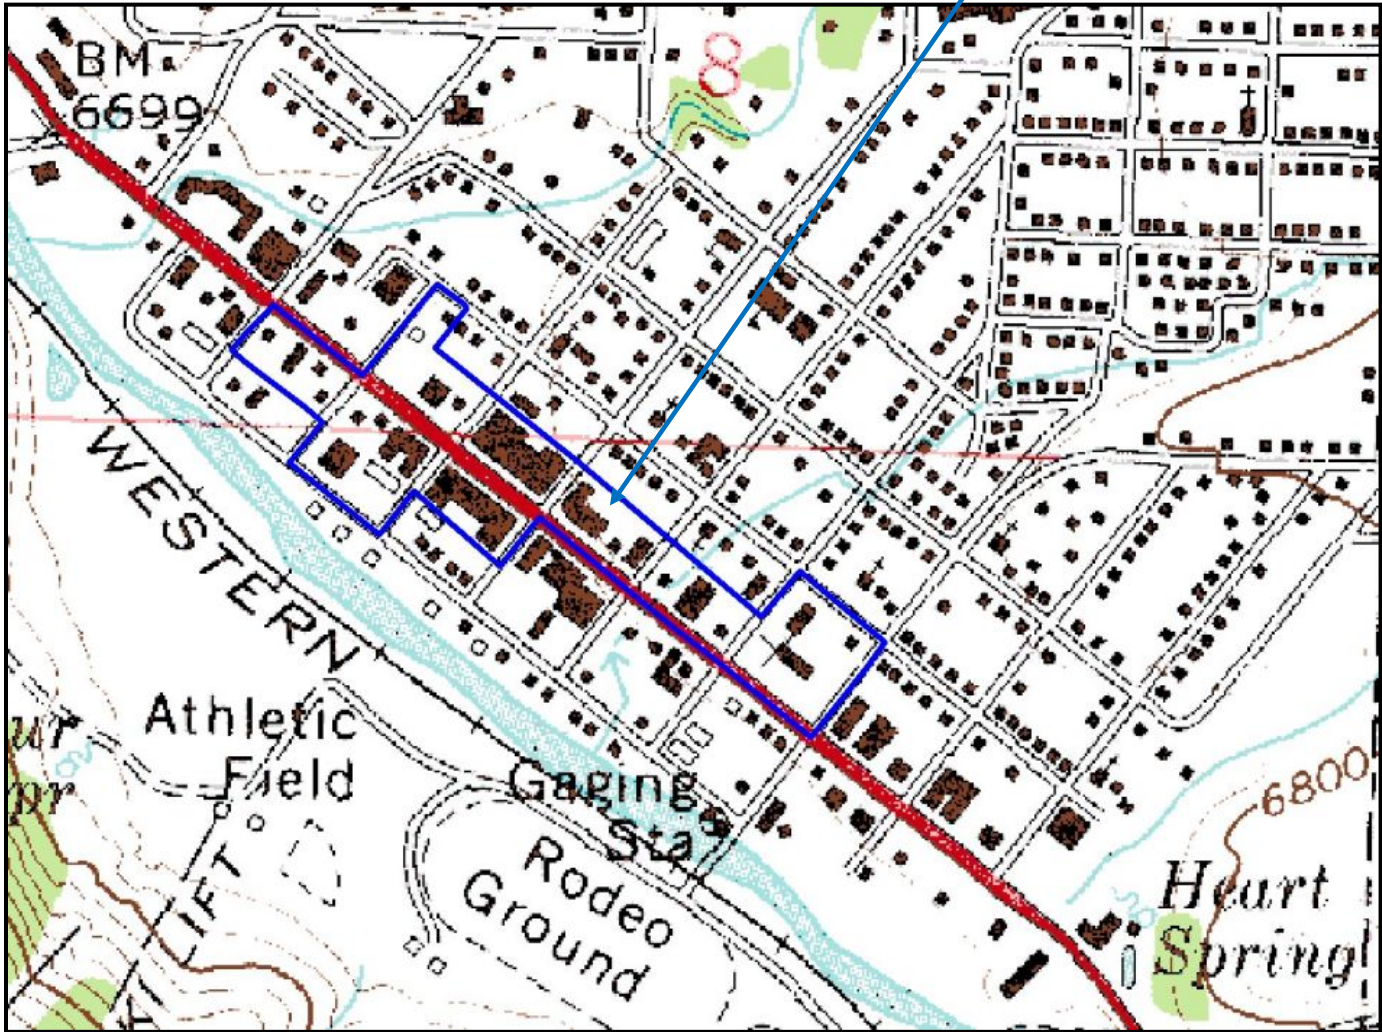 BM
6699
8
WESTERN
Athletic
Field
Gaging
Sta
Rodeo
Ground
LIFT
6800
Heart
Spring